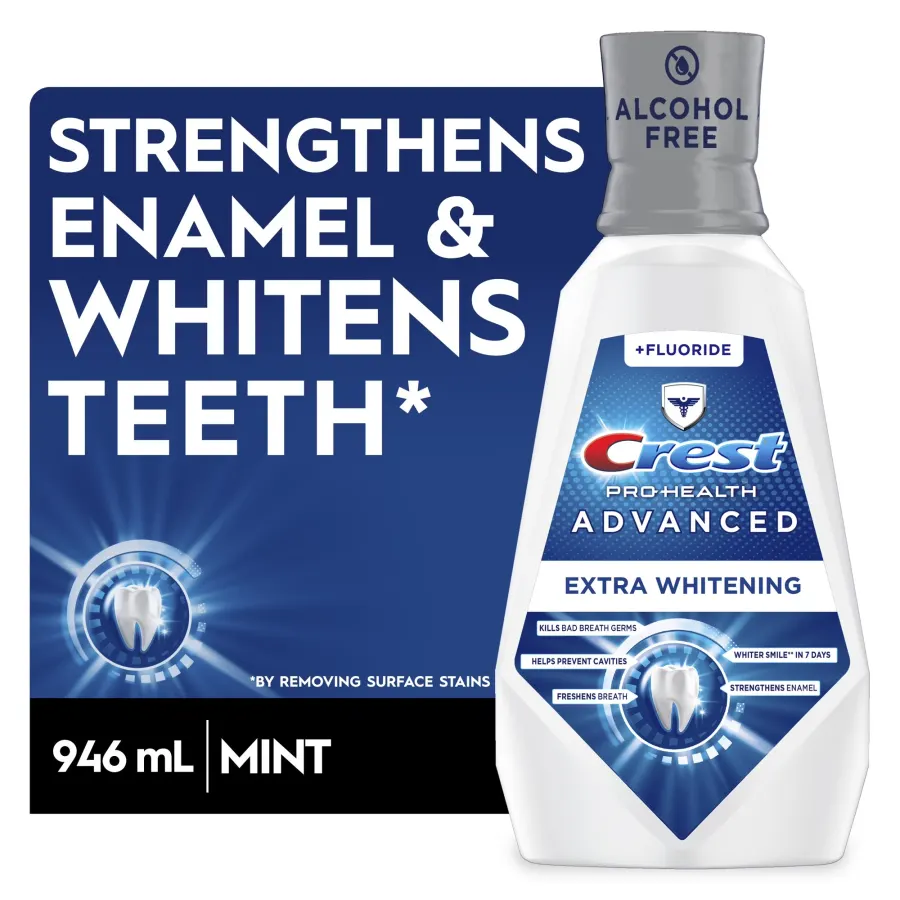 STRENGTHENS
ENAMEL &
WHITENS
TEETH*
*BY REMOVING SURFACE STAINS
946 mL | MINT
ALCOHOL
FREE
+FLUORIDE
Crest
PRO-HEALTH
ADVANCED
EXTRA WHITENING
KILLS BAD BREATH GERMS
HELPS PREVENT CAVITIES
FRESHENS BREATH
WHITER SMILE** IN 7 DAYS
STRENGTHENS ENAMEL